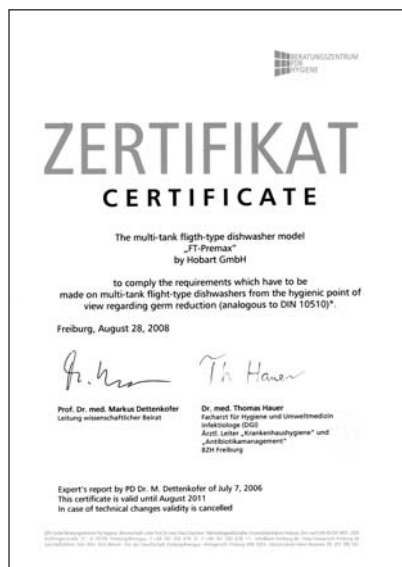 BERATUNGSZENTRUM
FÜR
HYGIENE
ZERTIFIKAT
CERTIFICATE
The multi-tank fligth-type dishwasher model
„FT-Premax“
by Hobart GmbH
to comply the requirements which have to be
made on multi-tank flight-type dishwashers from the hygienic point of
view regarding germ reduction (analogous to DIN 10510)*.
Freiburg, August 28, 2008
Th Hauer
Prof. Dr. med. Markus Dettenkofer
Leitung wissenschaftlicher Beirat
Dr. med. Thomas Hauer
Facharzt für Hygiene und Umweltmedizin
Infektiologe (DGI)
Ärztl. Leiter „Krankenhaushygiene“ und
„Antibiotikamanagement“
BZH Freiburg
Expert's report by PD Dr. M. Dettenkofer of July 7, 2006
This certificate is valid until August 2011
In case of technical changes validity is cancelled